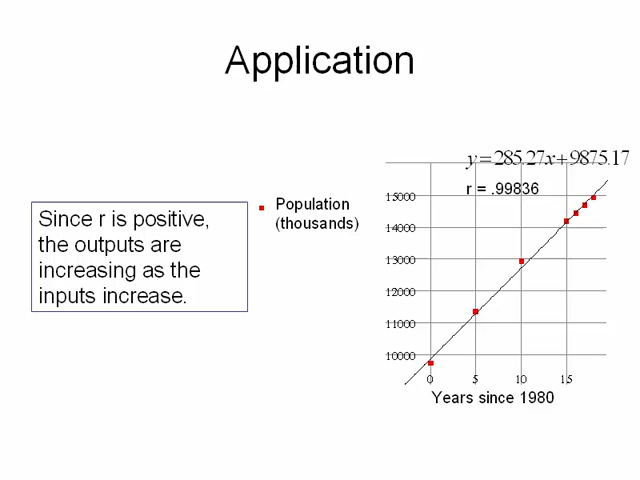 Application
Since r is positive,
the outputs are
increasing as the
inputs increase.
Population
(thousands)
y=285.27x+9875.17
r = .99836
15000
14000
13000
12000
11000
10000
0 5 10 15
Years since 1980